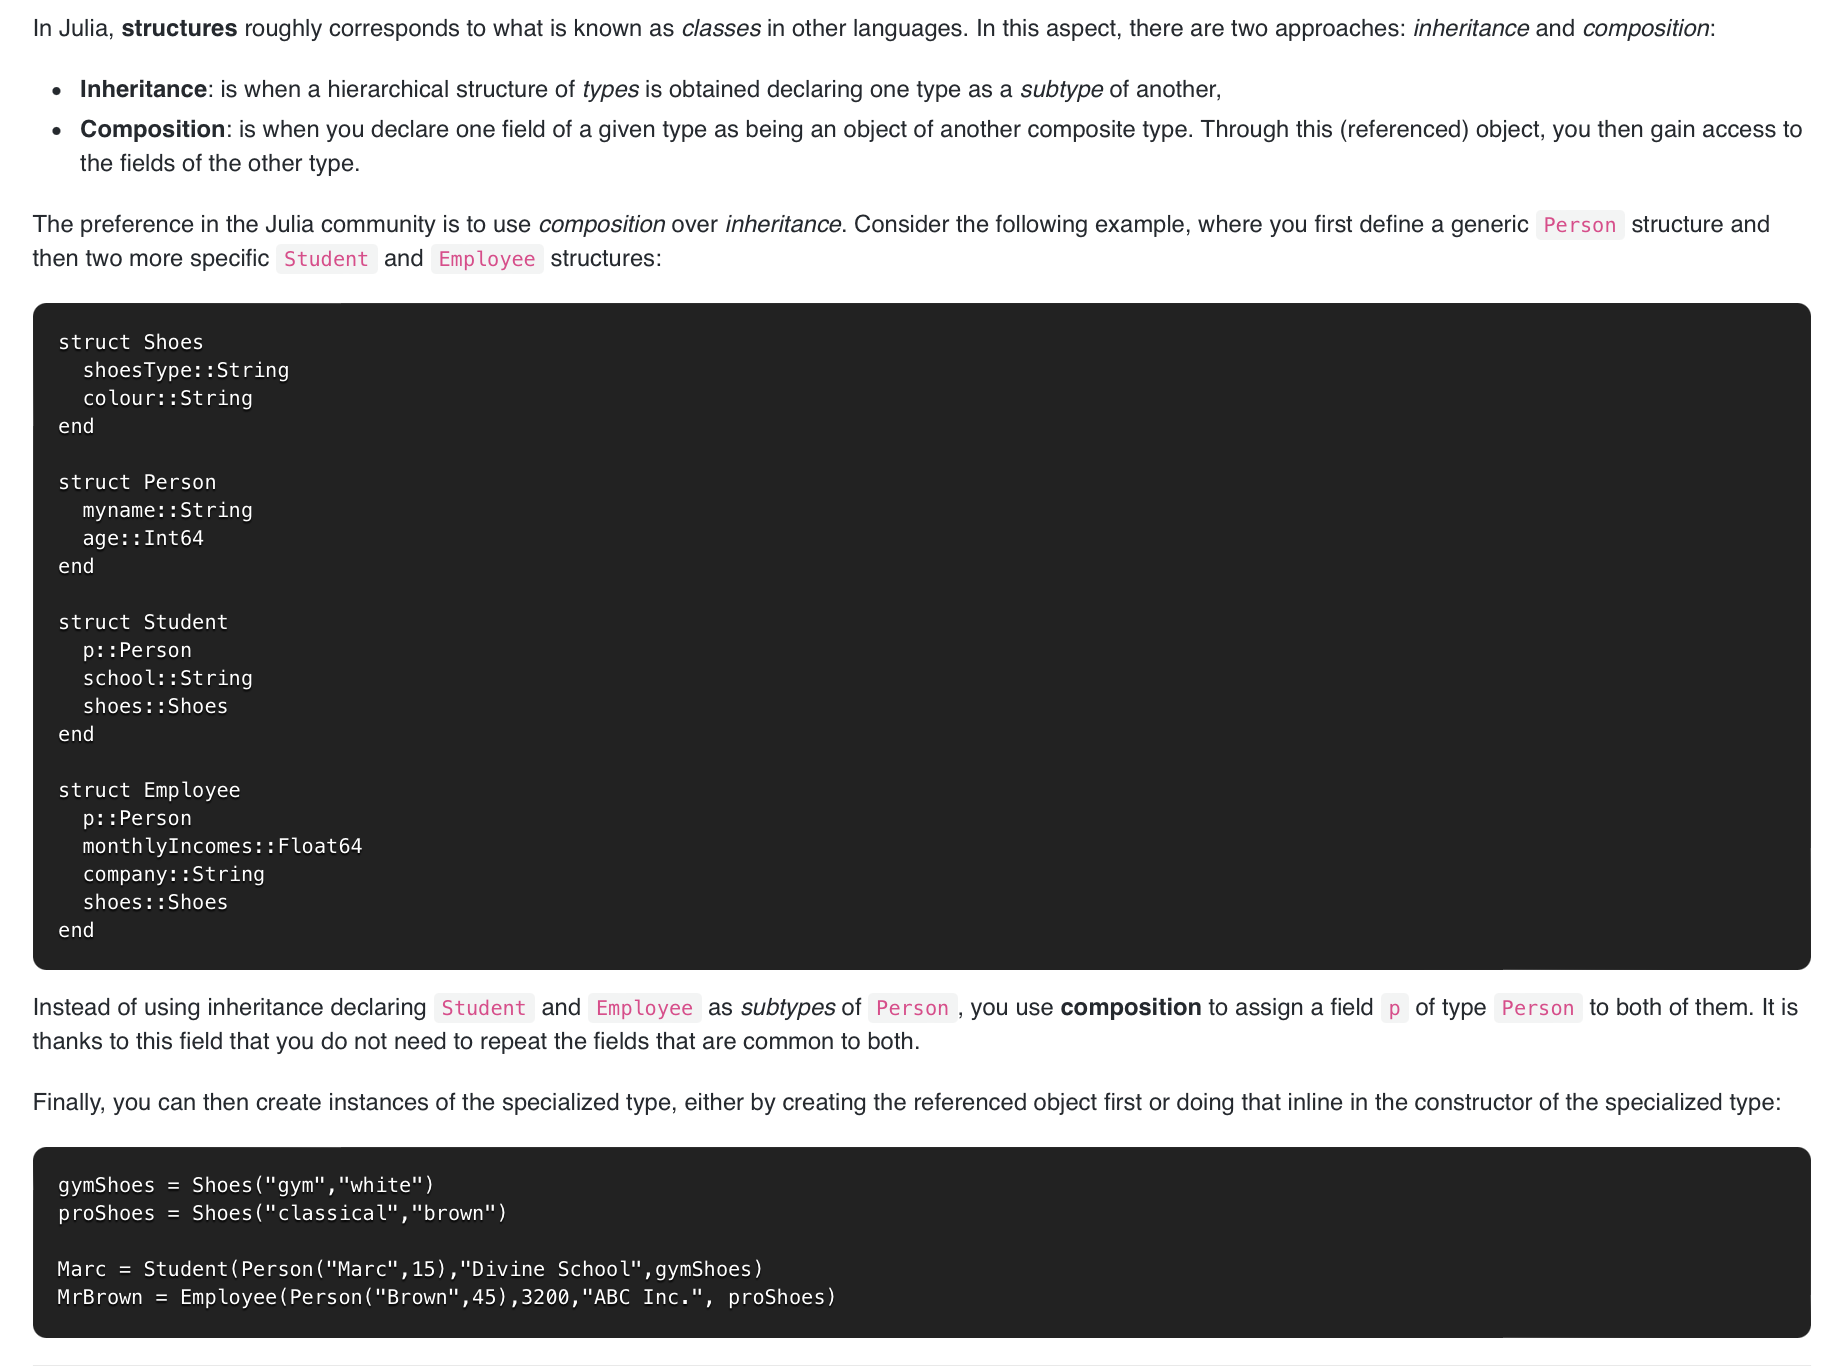 In Julia, structures roughly corresponds to what is known as classes in other languages. In this aspect, there are two approaches: inheritance and composition:
• Inheritance: is when a hierarchical structure of types is obtained declaring one type as a subtype of another,
• Composition: is when you declare one field of a given type as being an object of another composite type. Through this (referenced) object, you then gain access to
the fields of the other type.
The preference in the Julia community is to use composition over inheritance. Consider the following example, where you first define a generic Person structure and
then two more specific Student and Employee structures:
struct Shoes
  shoesType::String
  colour::String
end

struct Person
  myname::String
  age::Int64
end

struct Student
  p::Person
  school::String
  shoes::Shoes
end

struct Employee
  p::Person
  monthlyIncomes::Float64
  company::String
  shoes::Shoes
end
Instead of using inheritance declaring Student and Employee as subtypes of Person, you use composition to assign a field p of type Person to both of them. It is
thanks to this field that you do not need to repeat the fields that are common to both.
Finally, you can then create instances of the specialized type, either by creating the referenced object first or doing that inline in the constructor of the specialized type:
gymShoes = Shoes("gym","white")
proShoes = Shoes("classical","brown")

Marc = Student(Person("Marc",15),"Divine School",gymShoes)
MrBrown = Employee(Person("Brown",45),3200,"ABC Inc.", proShoes)